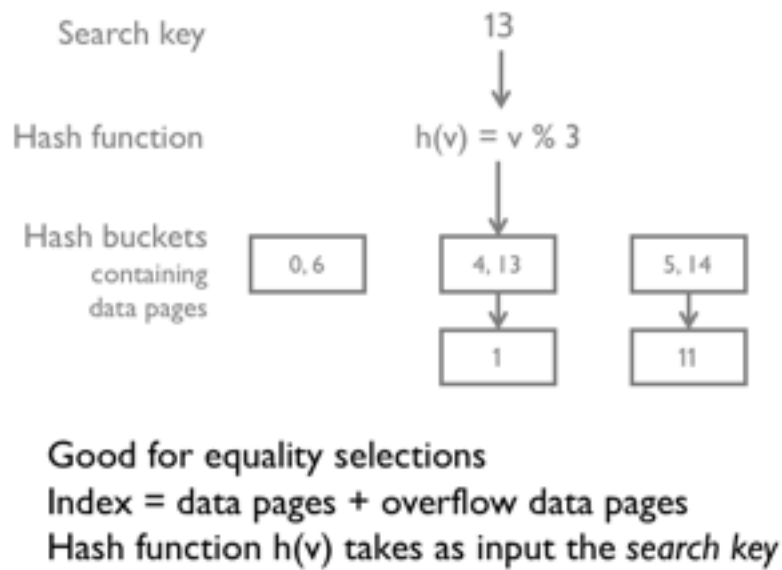 Search key
13
Hash function
h(v) = v % 3
Hash buckets
containing
data pages
0, 6
4, 13
5, 14
1
11
Good for equality selections
Index = data pages + overflow data pages
Hash function h(v) takes as input the search key